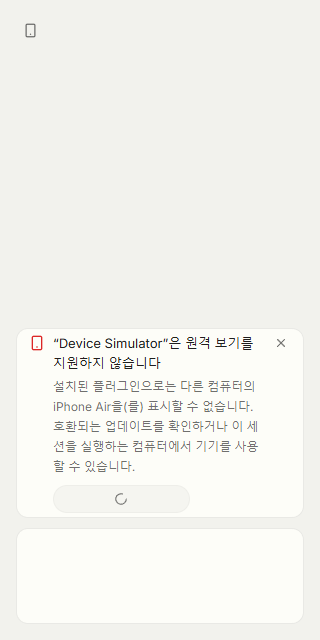 “Device Simulator”은 원격 보기를
지원하지 않습니다
설치된 플러그인으로는 다른 컴퓨터의
iPhone Air을(를) 표시할 수 없습니다.
호환되는 업데이트를 확인하거나 이 세
션을 실행하는 컴퓨터에서 기기를 사용
할 수 있습니다.